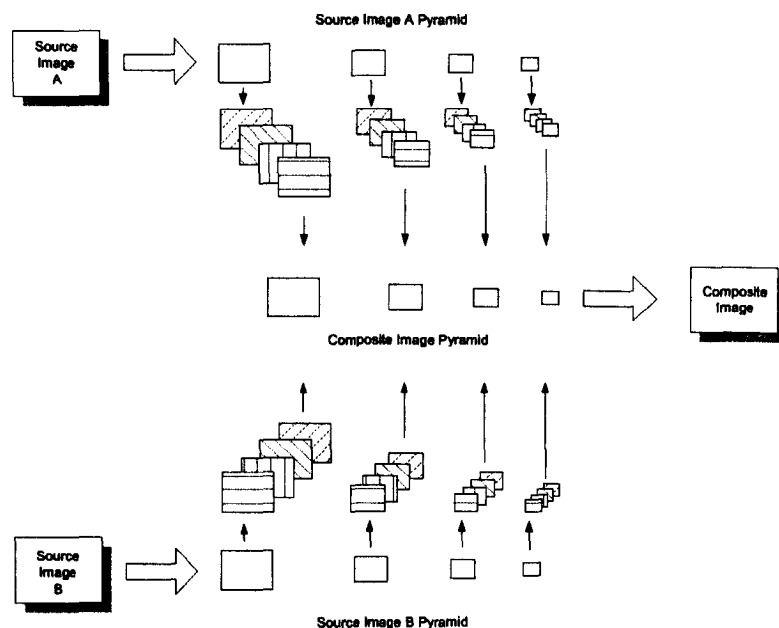 Source Image A Pyramid
Source
Image
A
Composite
Image
Composite Image Pyramid
Source
Image
B
Source Image B Pyramid